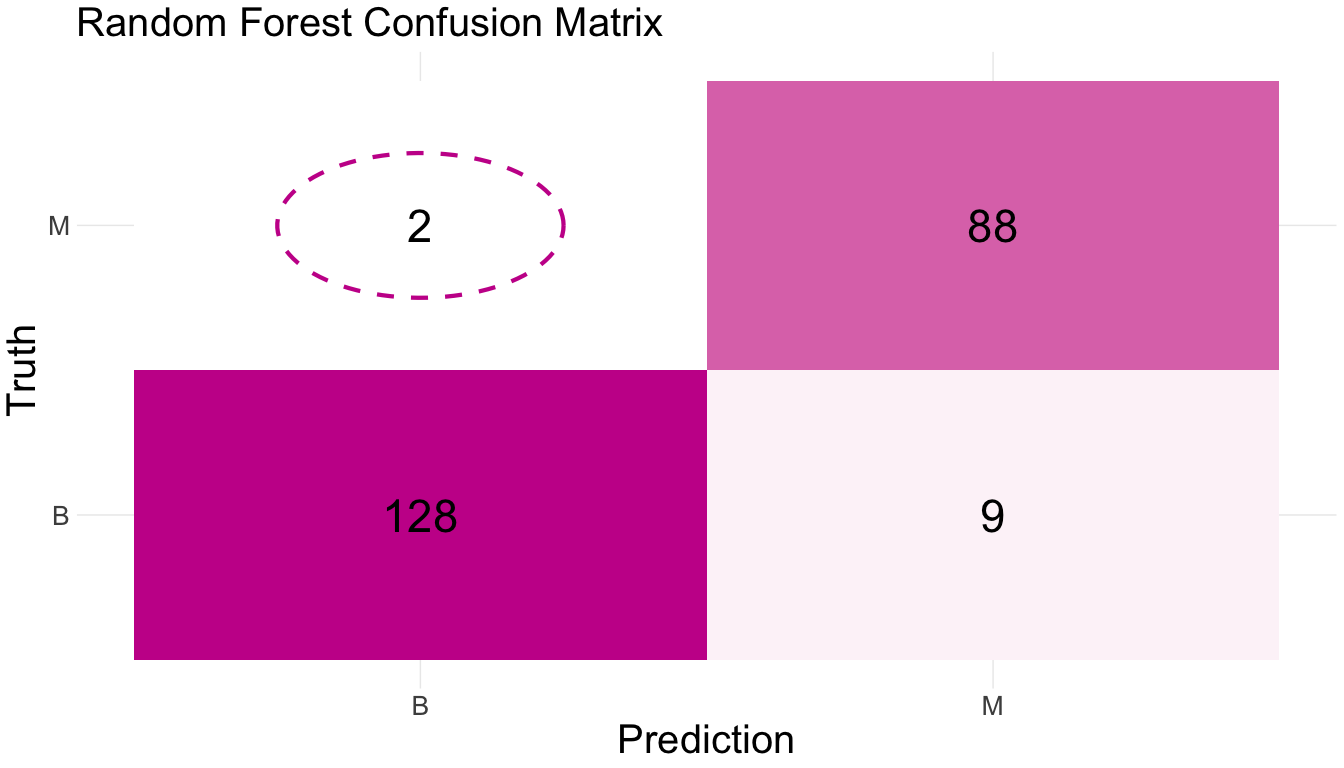 Random Forest Confusion Matrix
M
2
88
Truth
B
128
9
B
M
Prediction